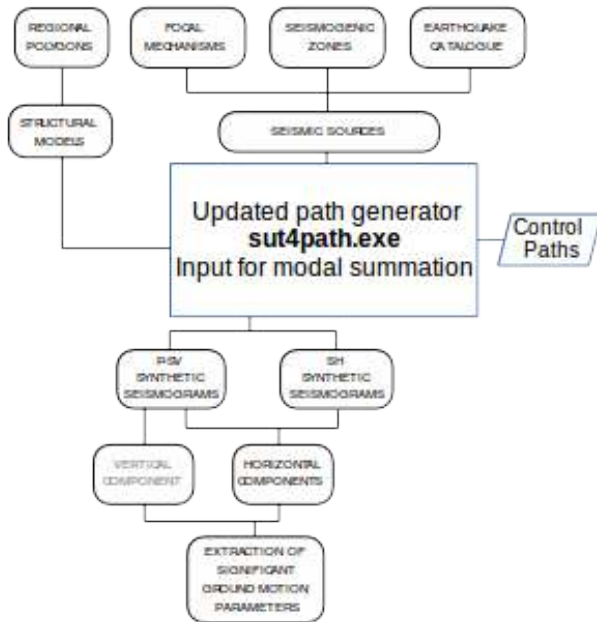 REGIONAL
POLYGONS
FOCAL
MECHANISMS
SEISMOGENIC
ZONES
EARTHQUAKE
CATALOGUE
STRUCTURAL
MODELS
SEISMIC SOURCES
Updated path generator
sut4path.exe
Input for modal summation
Control
Paths
P-SV
SYNTHETIC
SEISMOGRAMS
SH
SYNTHETIC
SEISMOGRAMS
VERTICAL
COMPONENT
HORIZONTAL
COMPONENTS
EXTRACTION OF
SIGNIFICANT
GROUND MOTION
PARAMETERS